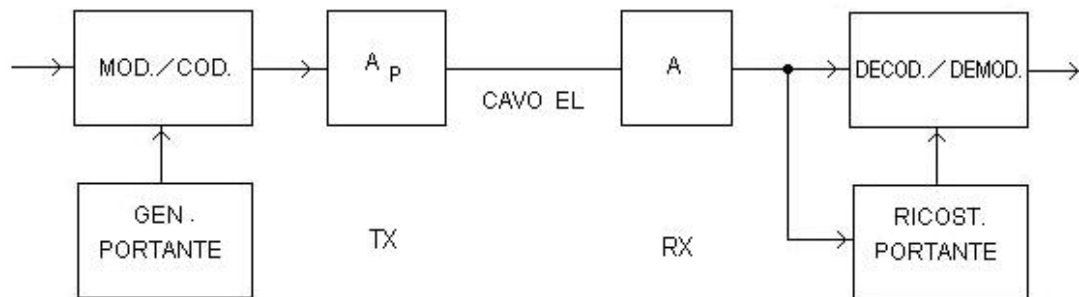 MOD./COD.
A P
CAVO EL
A
DECOD./DEMOD.
GEN.
PORTANTE
TX
RX
RICOST.
PORTANTE